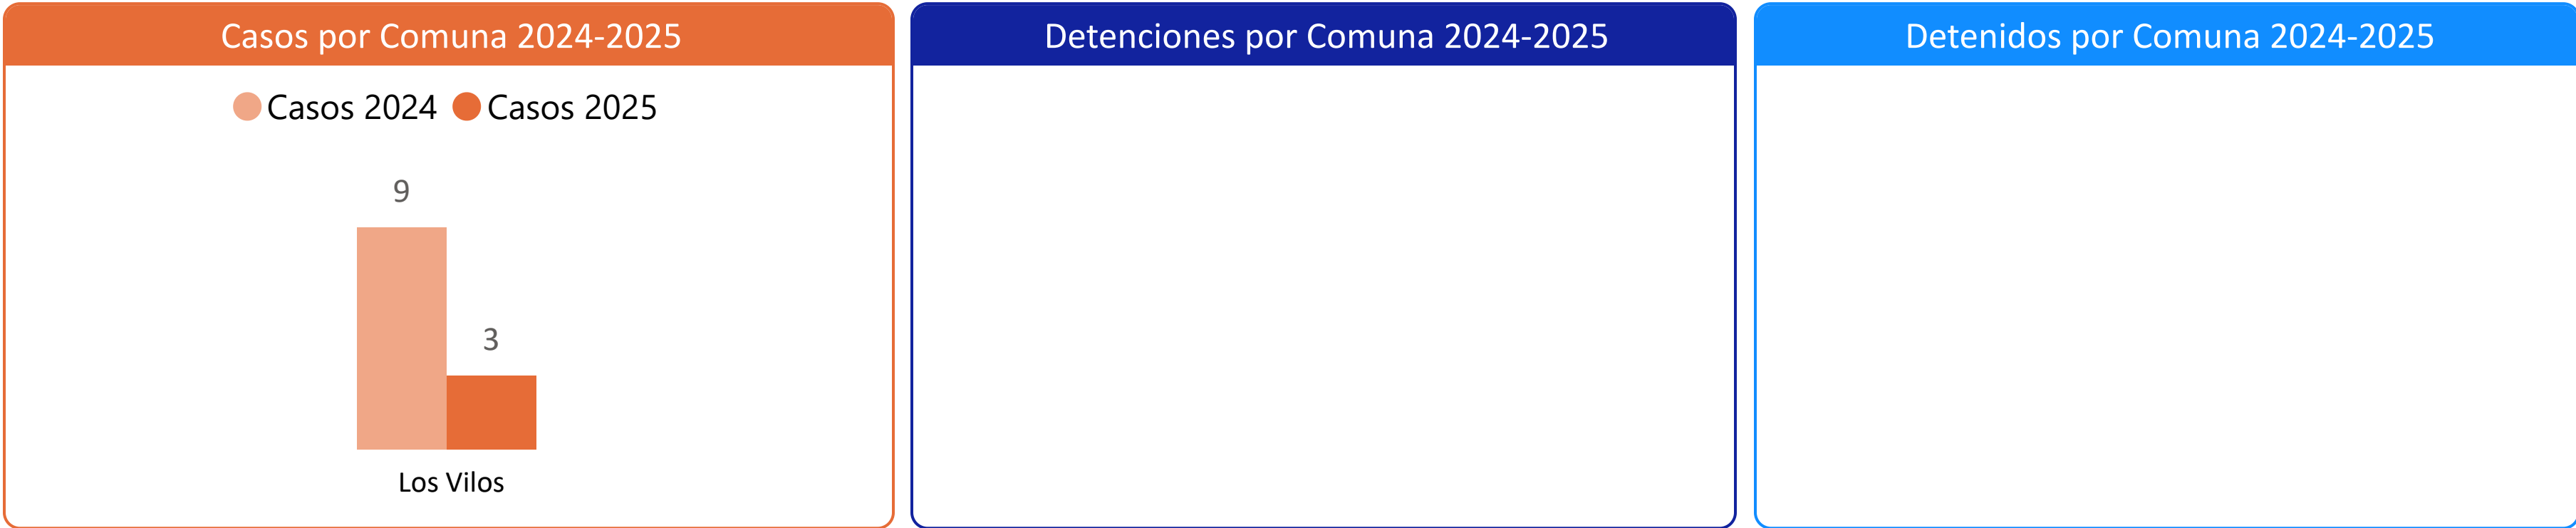 Casos por Comuna 2024-2025
Casos 2024 Casos 2025
9
3
Los Vilos
Detenciones por Comuna 2024-2025
Detenidos por Comuna 2024-2025